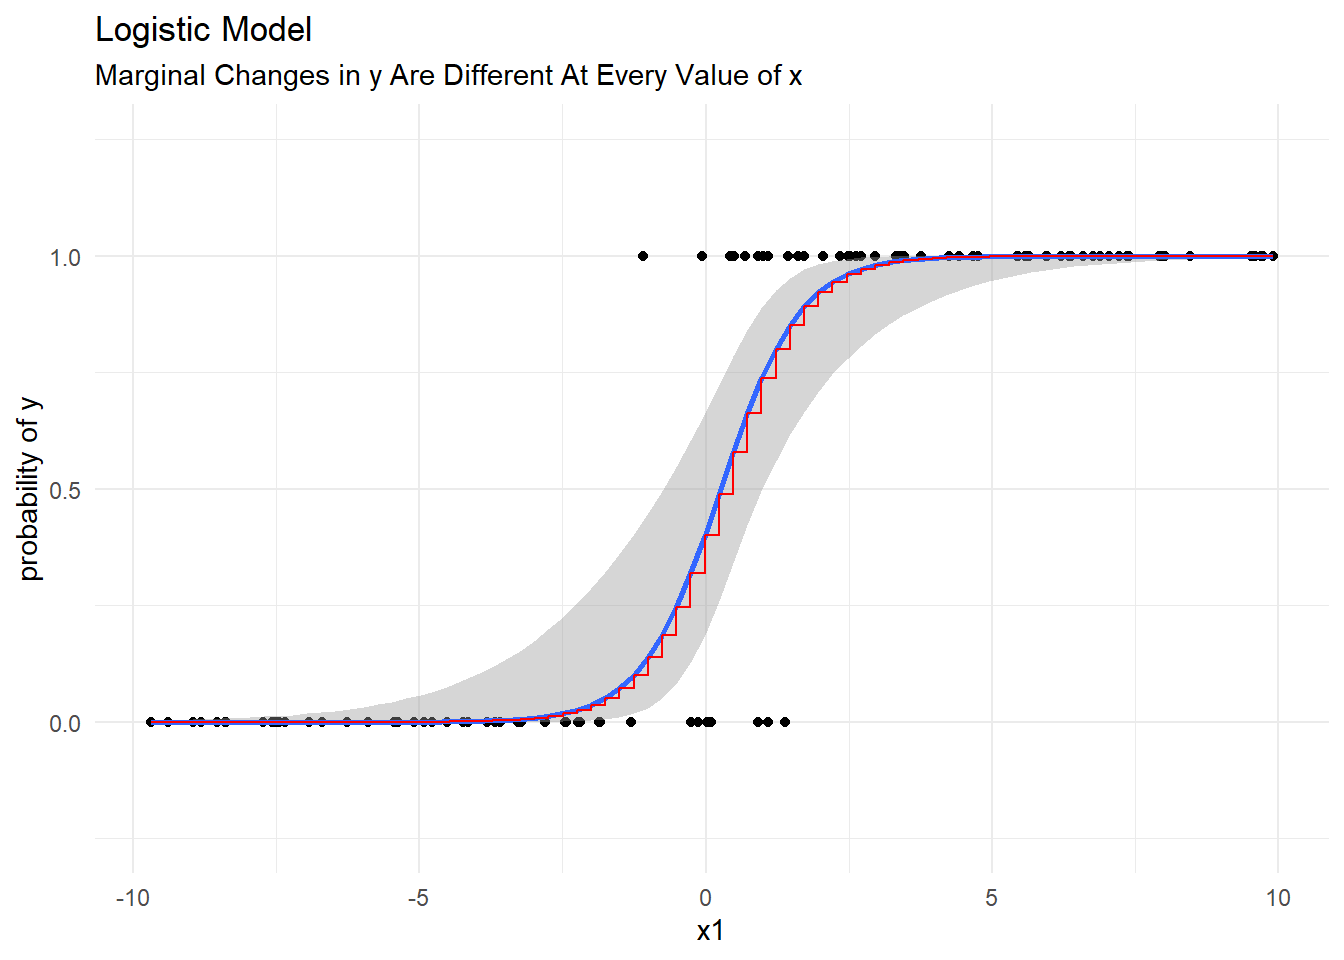 Logistic Model
Marginal Changes in y Are Different At Every Value of x
probability of y
1.0
0.5
0.0
-10
-5
0
5
10
x1